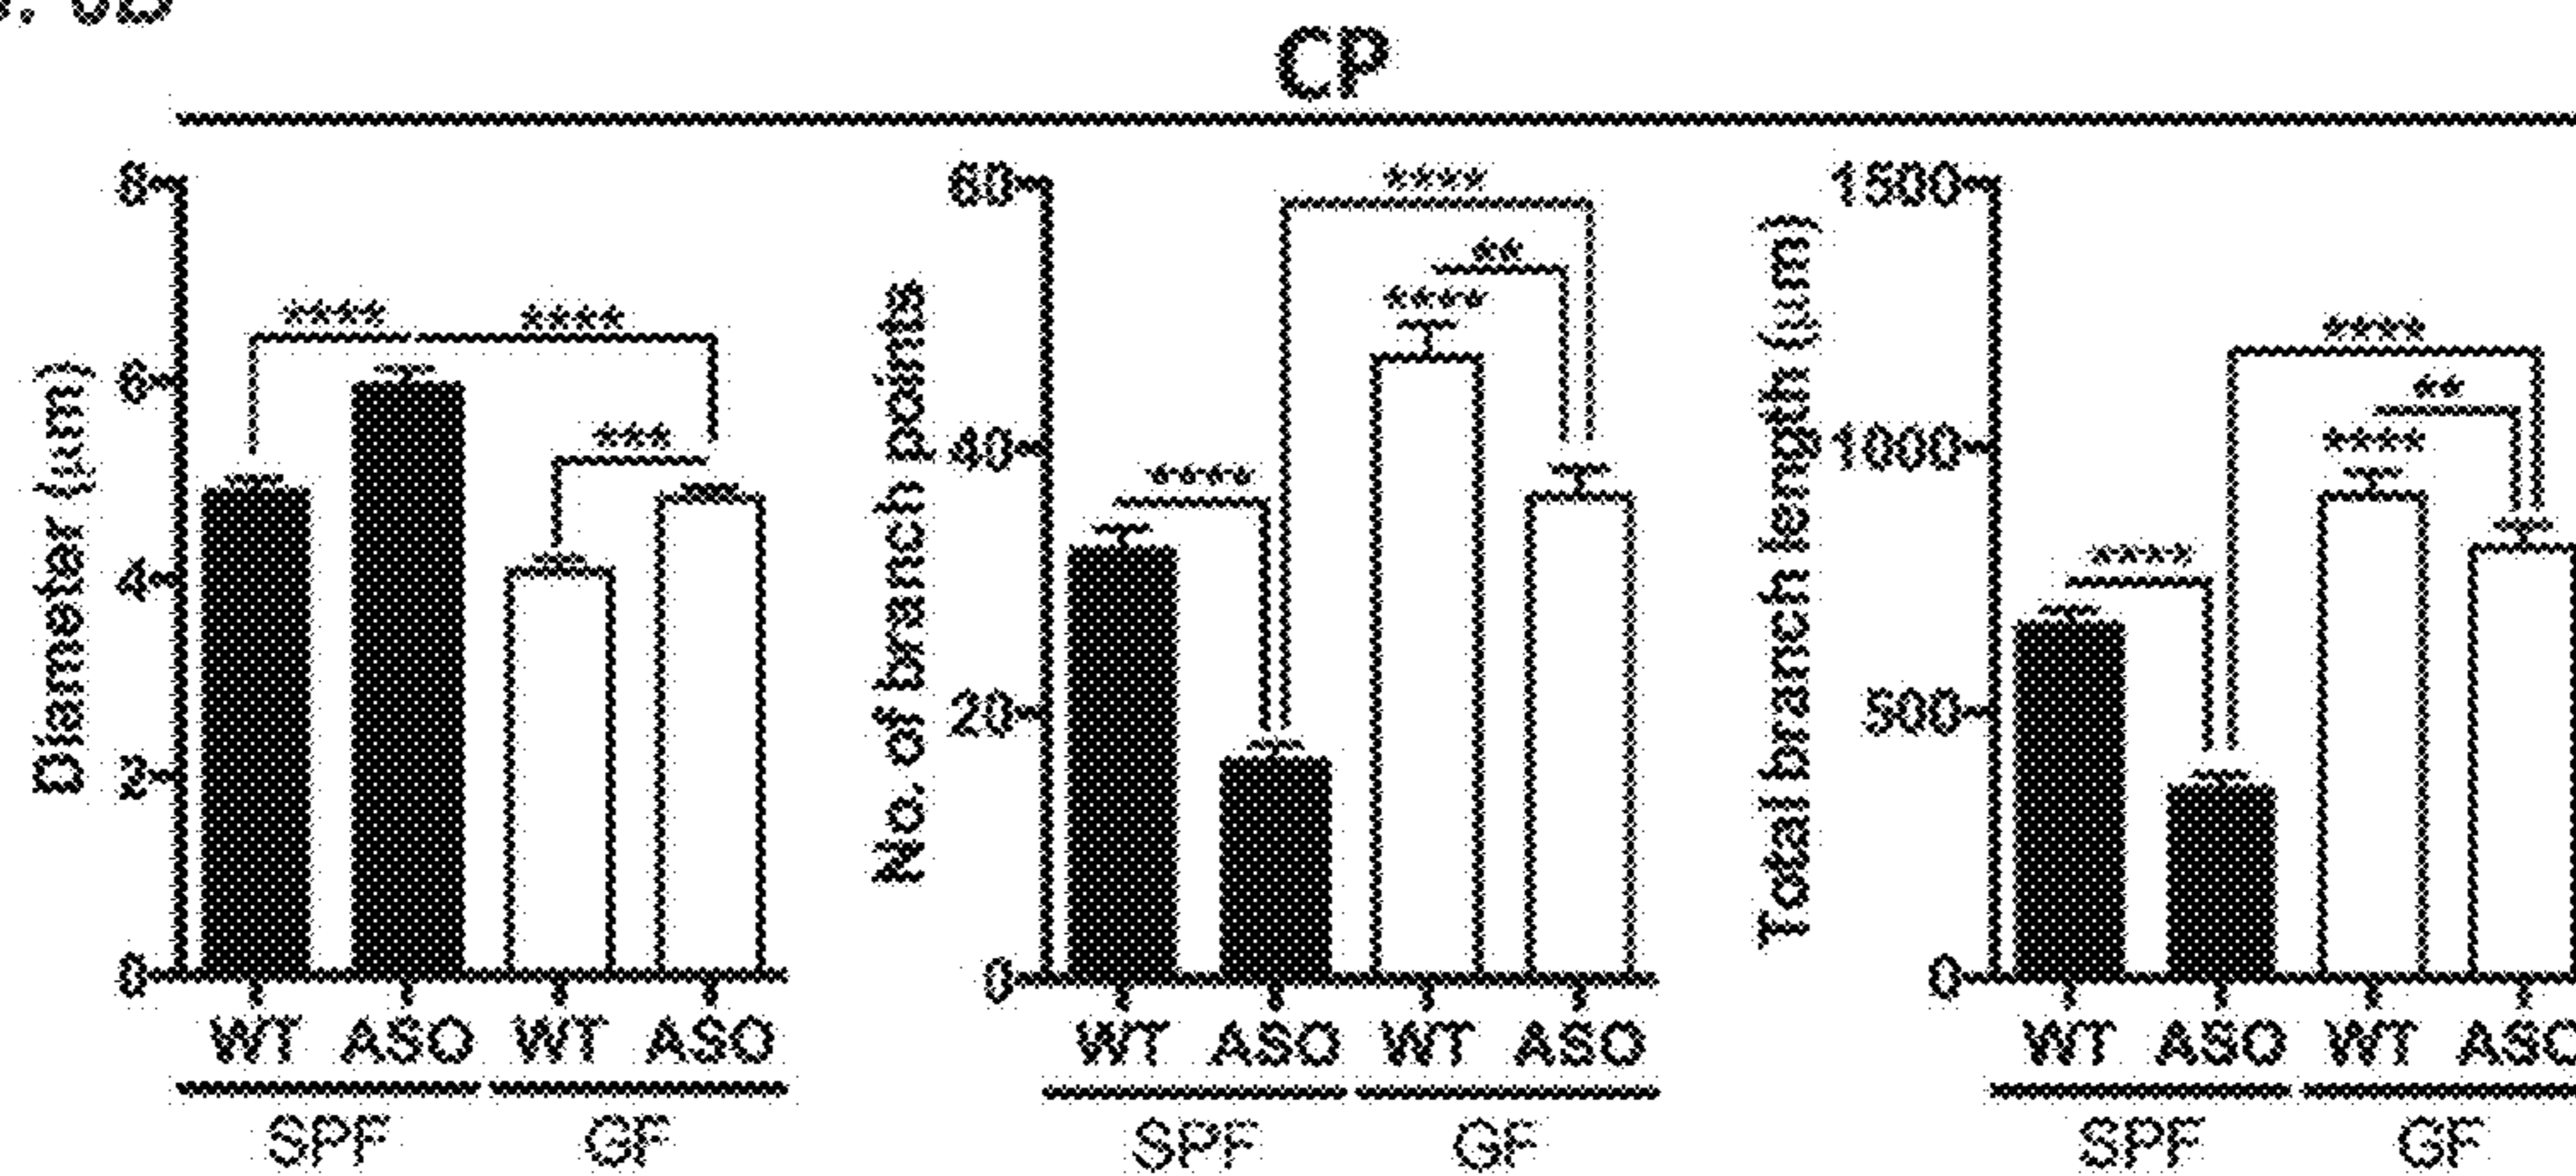 CP
Diameter (μm)
8
6
4
2
0
**** ****
***
WT ASO WT ASO
SPF GF
No. of branch points
60
40
20
0
****
**
****
****
WT ASO WT ASO
SPF GF
Total branch length (μm)
1500
1000
500
0
****
**
****
****
WT ASO WT ASO
SPF GF